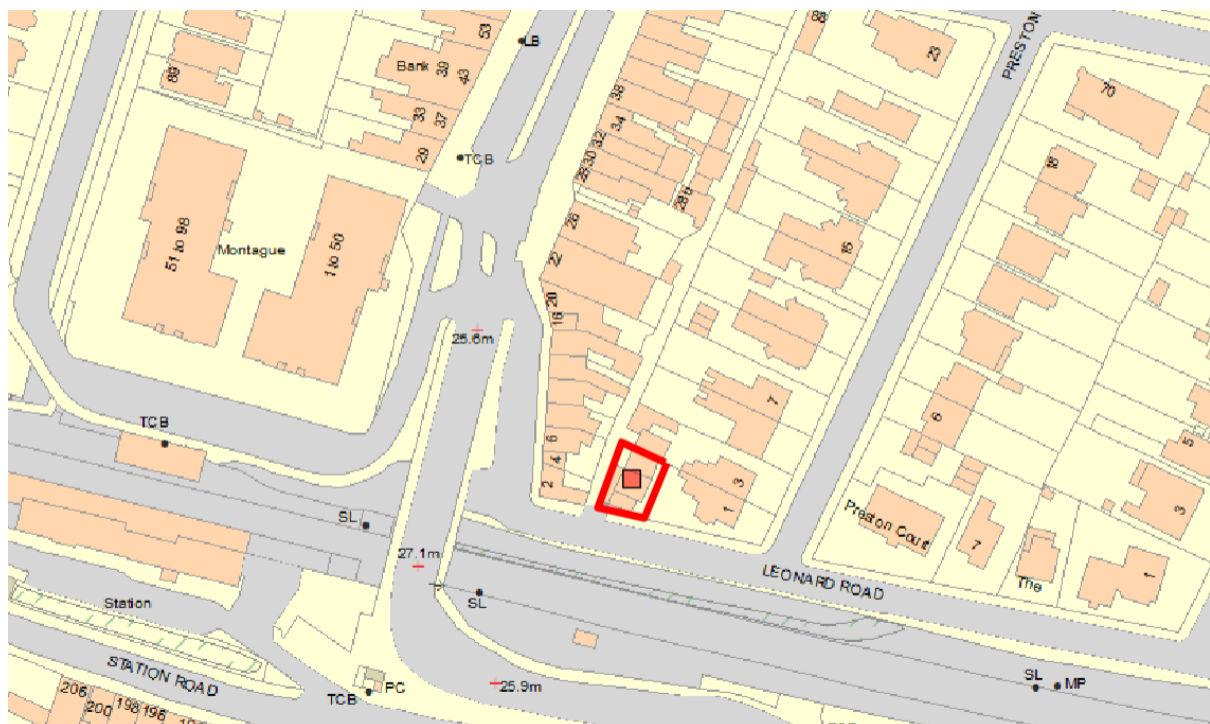 53
LB
Bank
39
43
89
33
37
29
TCB
88
23
PRESTON
70
38
34
32
30
28
28B
18
26
22
15
51 to 98
Montague
1 to 50
20
16
25.6m
7
6
5
TCB
6
4
2
3
1
3
SL
27.1m
Preston Court
7
The
1
LEONARD ROAD
SL
Station
STATION ROAD
TCB
PC
25.9m
SL
MP
206
200
198
196